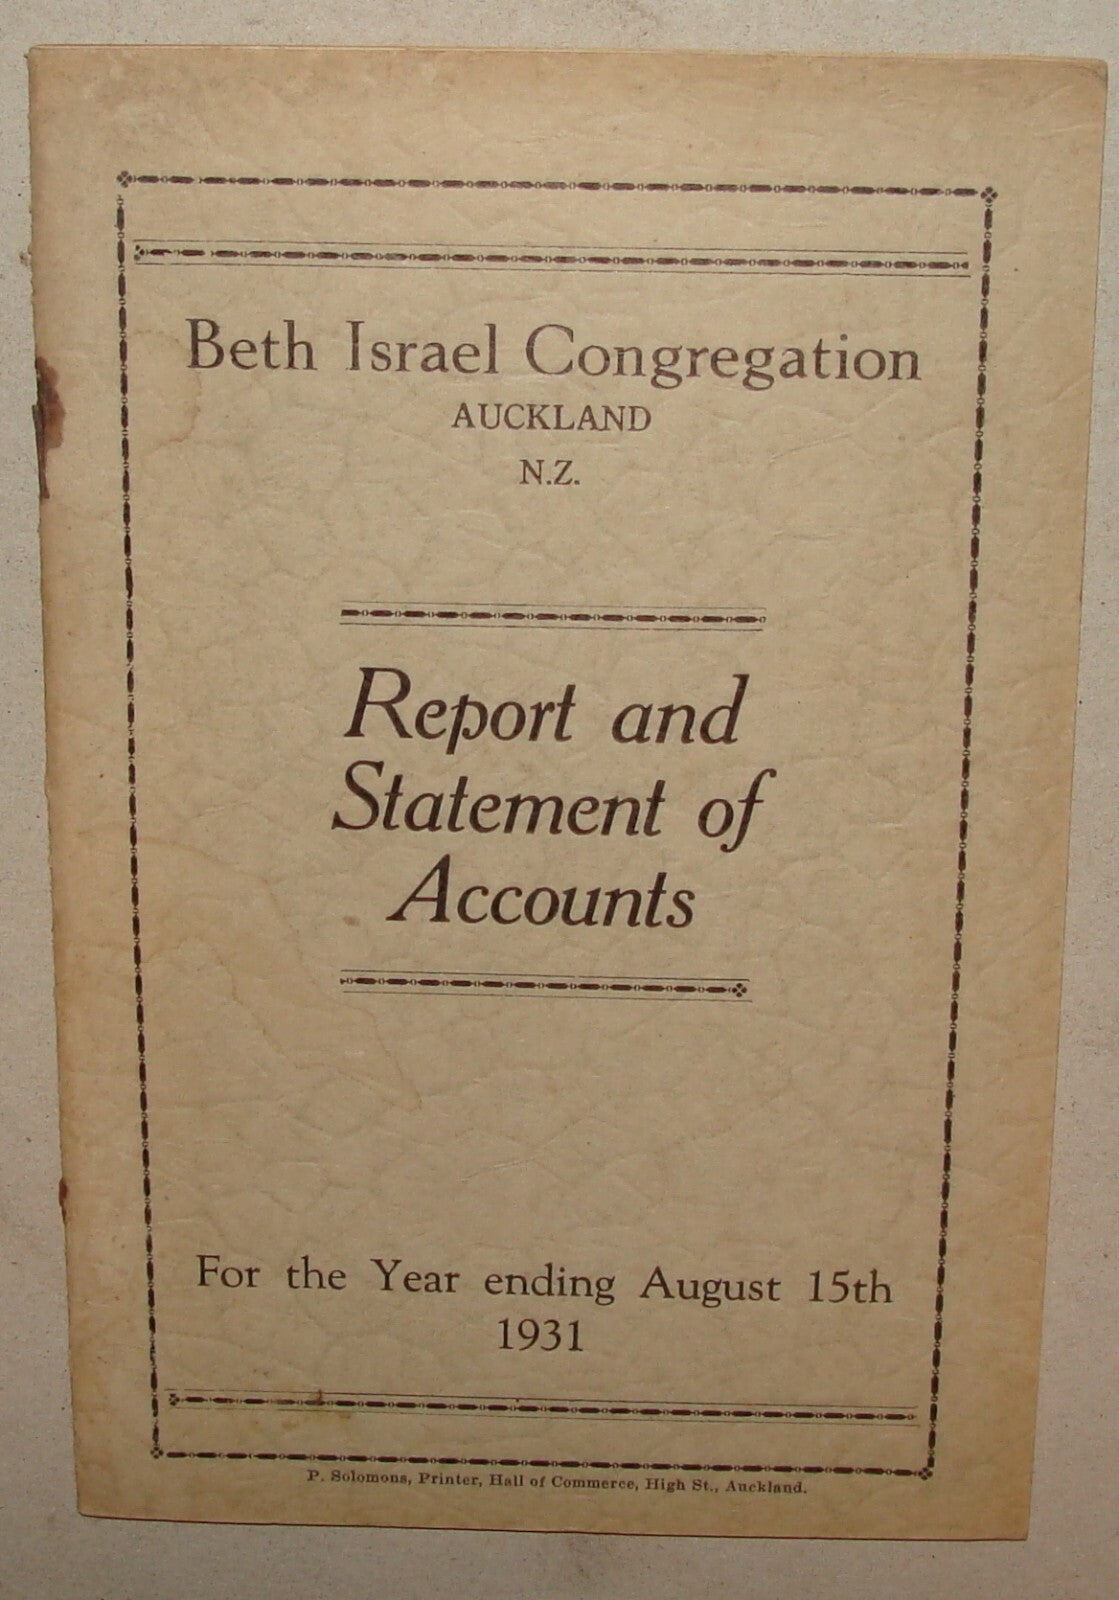 Beth Israel Congregation
AUCKLAND
N.Z.
Report and
Statement of
Accounts
For the Year ending August 15th
1931
P. Solomons, Printer, Hall of Commerce, High St., Auckland.